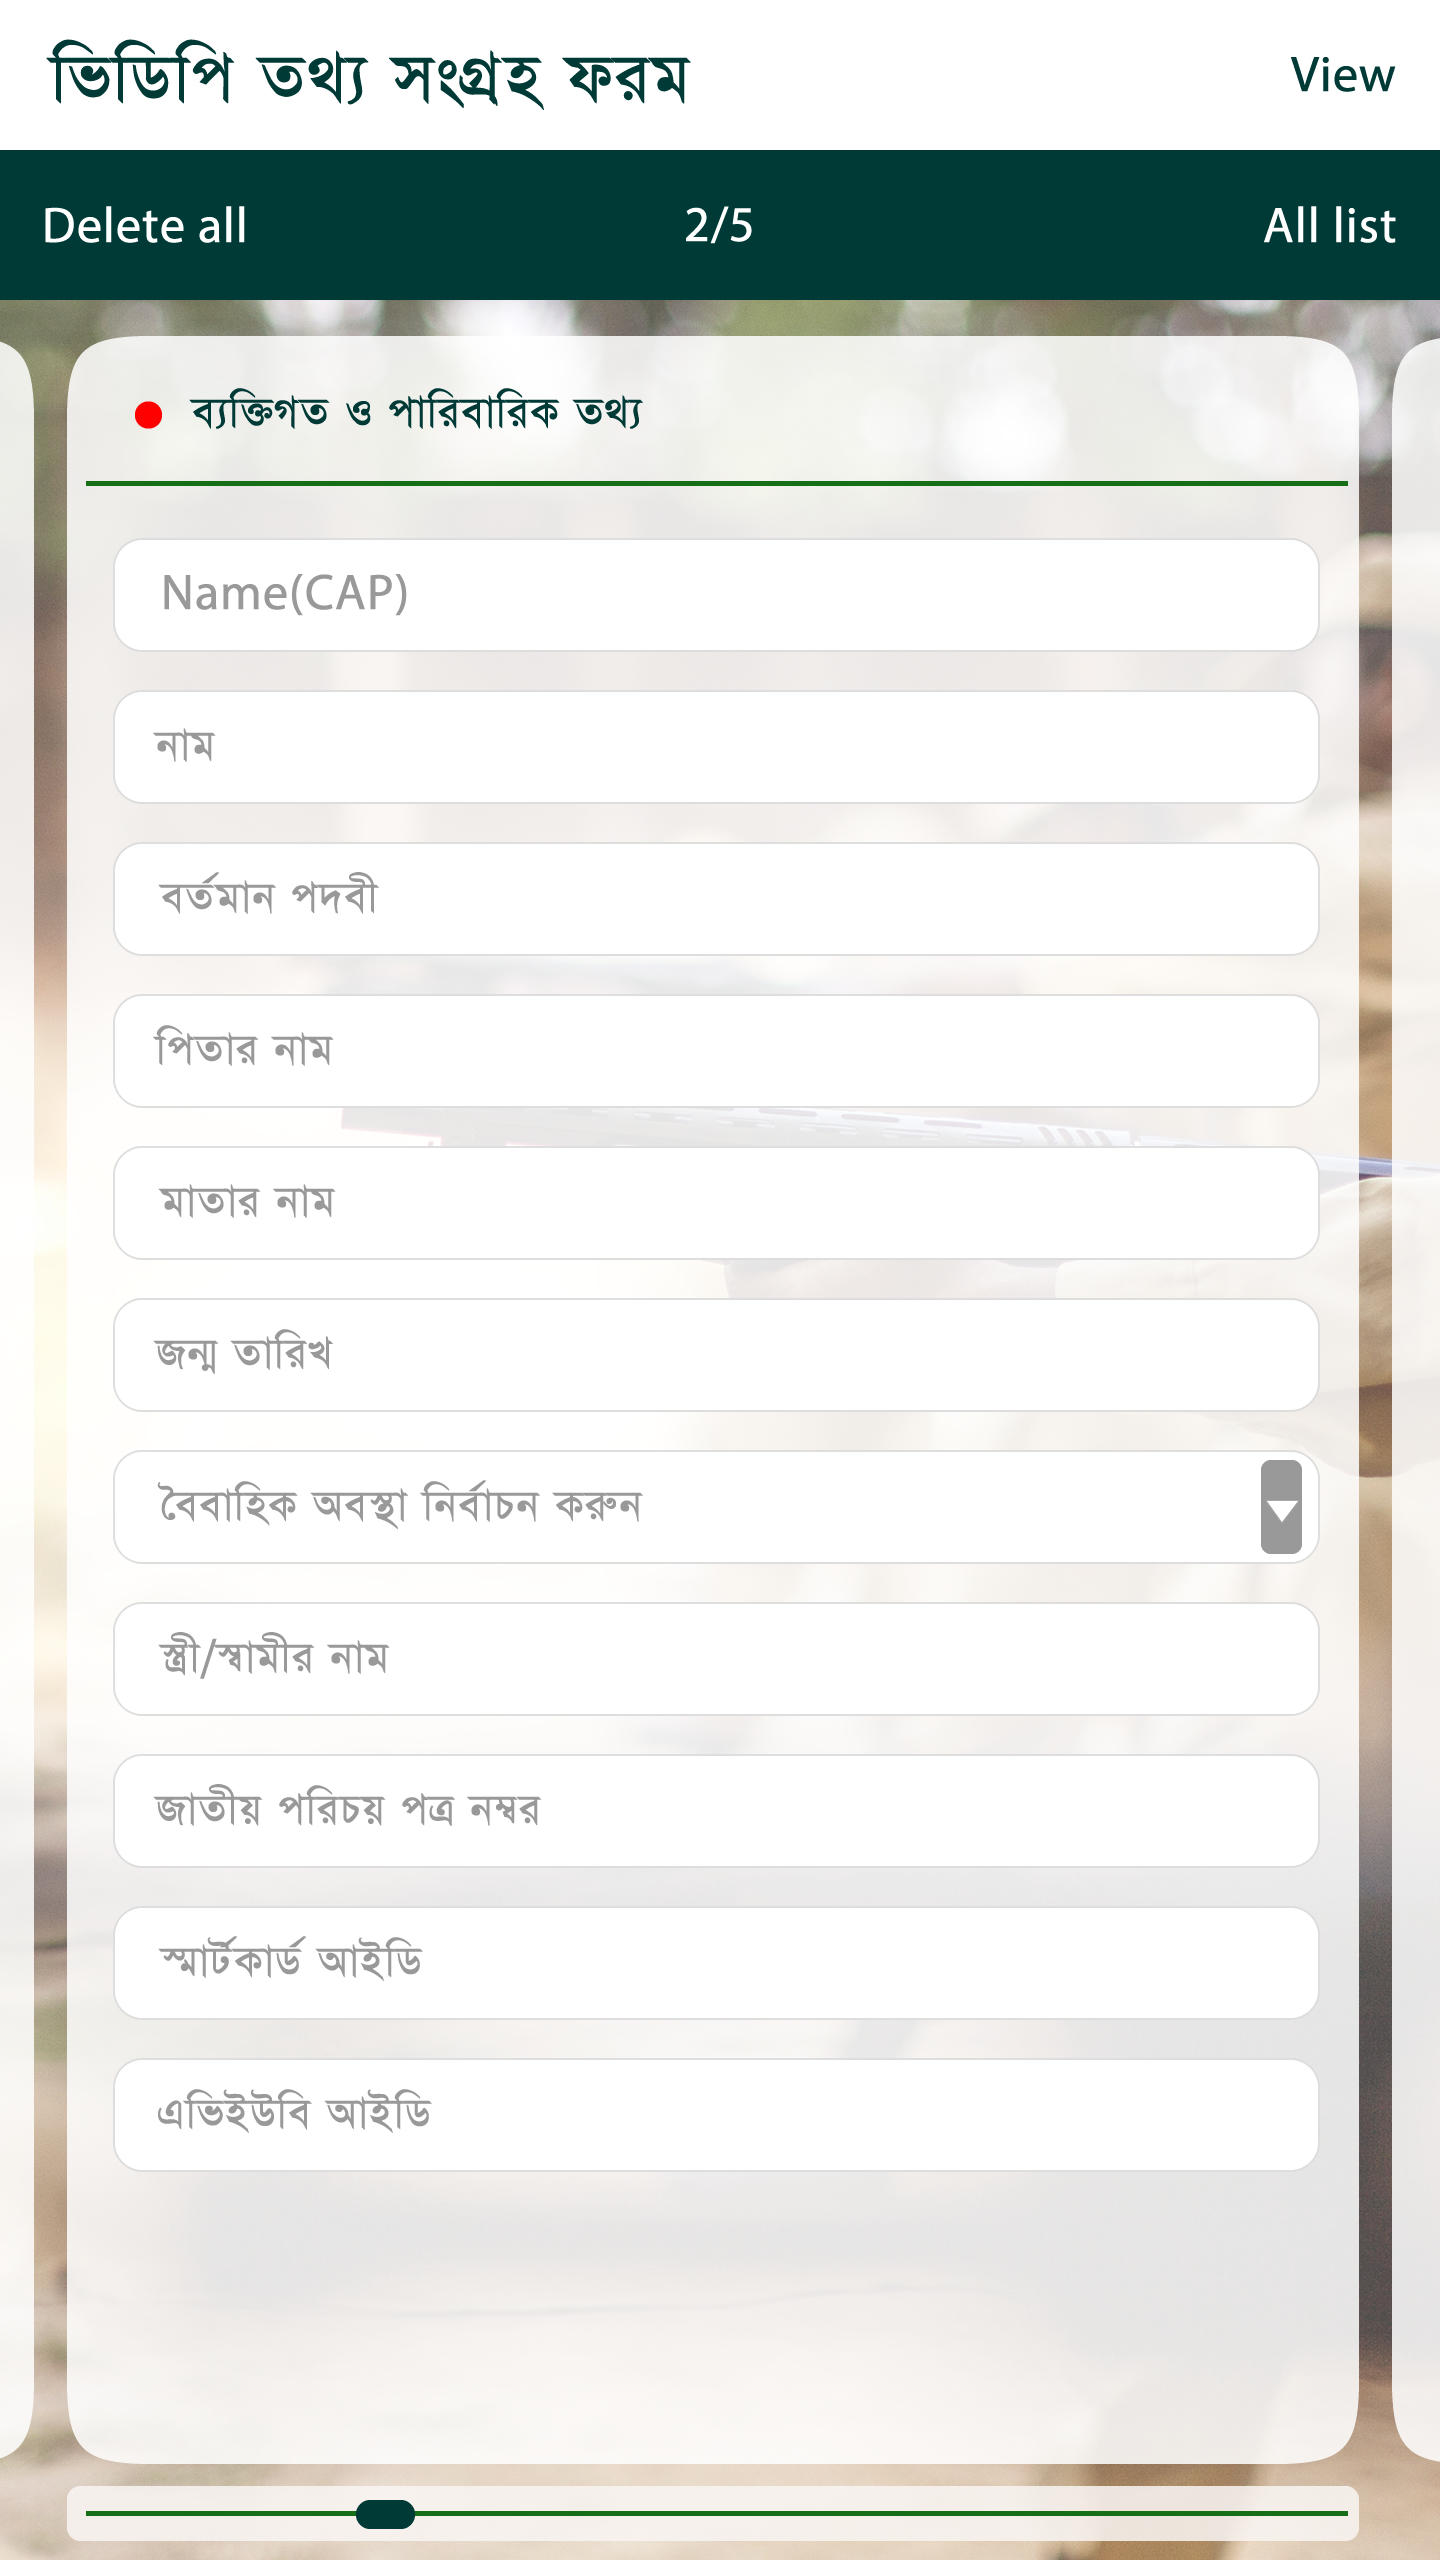 ভিডিপি তথ্য সংগ্রহ ফরম
View
Delete all
2/5
All list
ব্যক্তিগত ও পারিবারিক তথ্য
Name(CAP)
নাম
বর্তমান পদবী
পিতার নাম
মাতার নাম
জন্ম তারিখ
বৈবাহিক অবস্থা নির্বাচন করুন
স্ত্রী/স্বামীর নাম
জাতীয় পরিচয় পত্র নম্বর
স্মার্টকার্ড আইডি
এভিইউবি আইডি